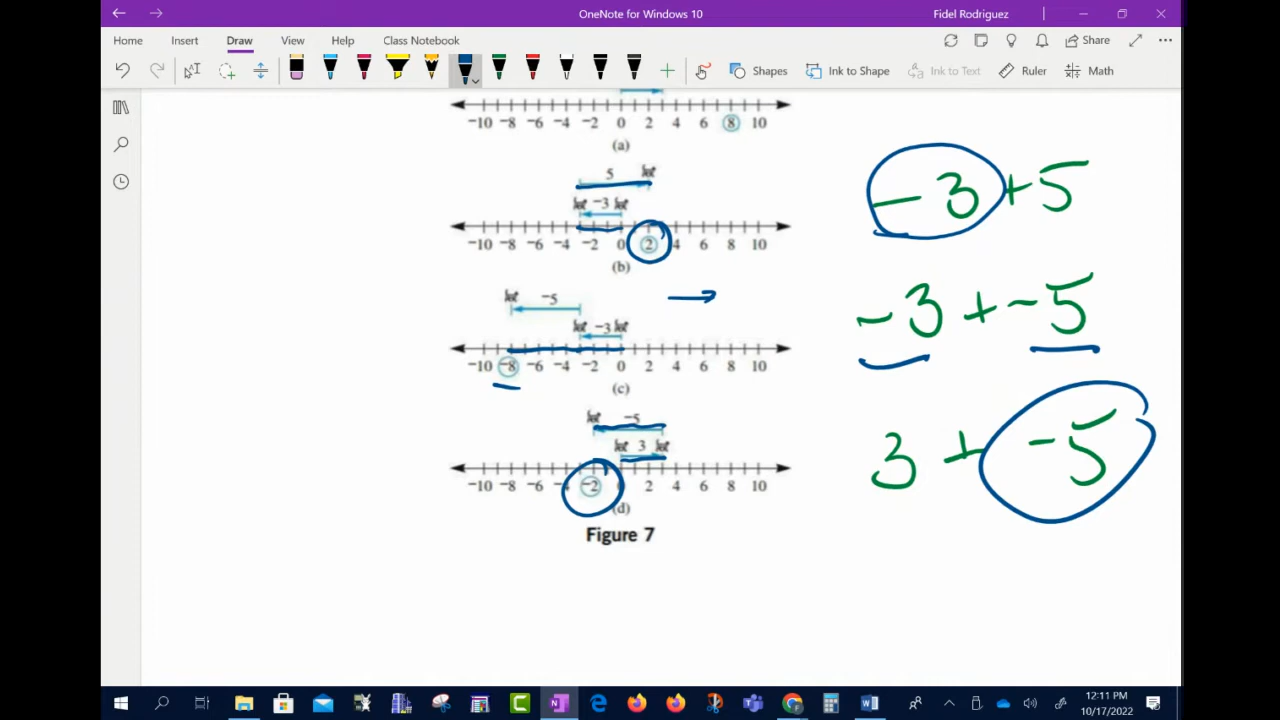 OneNote for Windows 10 Fidel Rodriguez
Home Insert Draw View Help Class Notebook Share
Shapes Ink to Shape Ink to Text Ruler Math
−10 −8 −6 −4 −2 0 2 4 6 8 10
(a)
5
−3
−10 −8 −6 −4 −2 0 2 4 6 8 10
(b)
−5
−3
−10 −8 −6 −4 −2 0 2 4 6 8 10
(c)
−5
3
−10 −8 −6 −4 −2 2 4 6 8 10
(d)
Figure 7
−3+5
-3+-5
3+-5
12:11 PM
10/17/2022